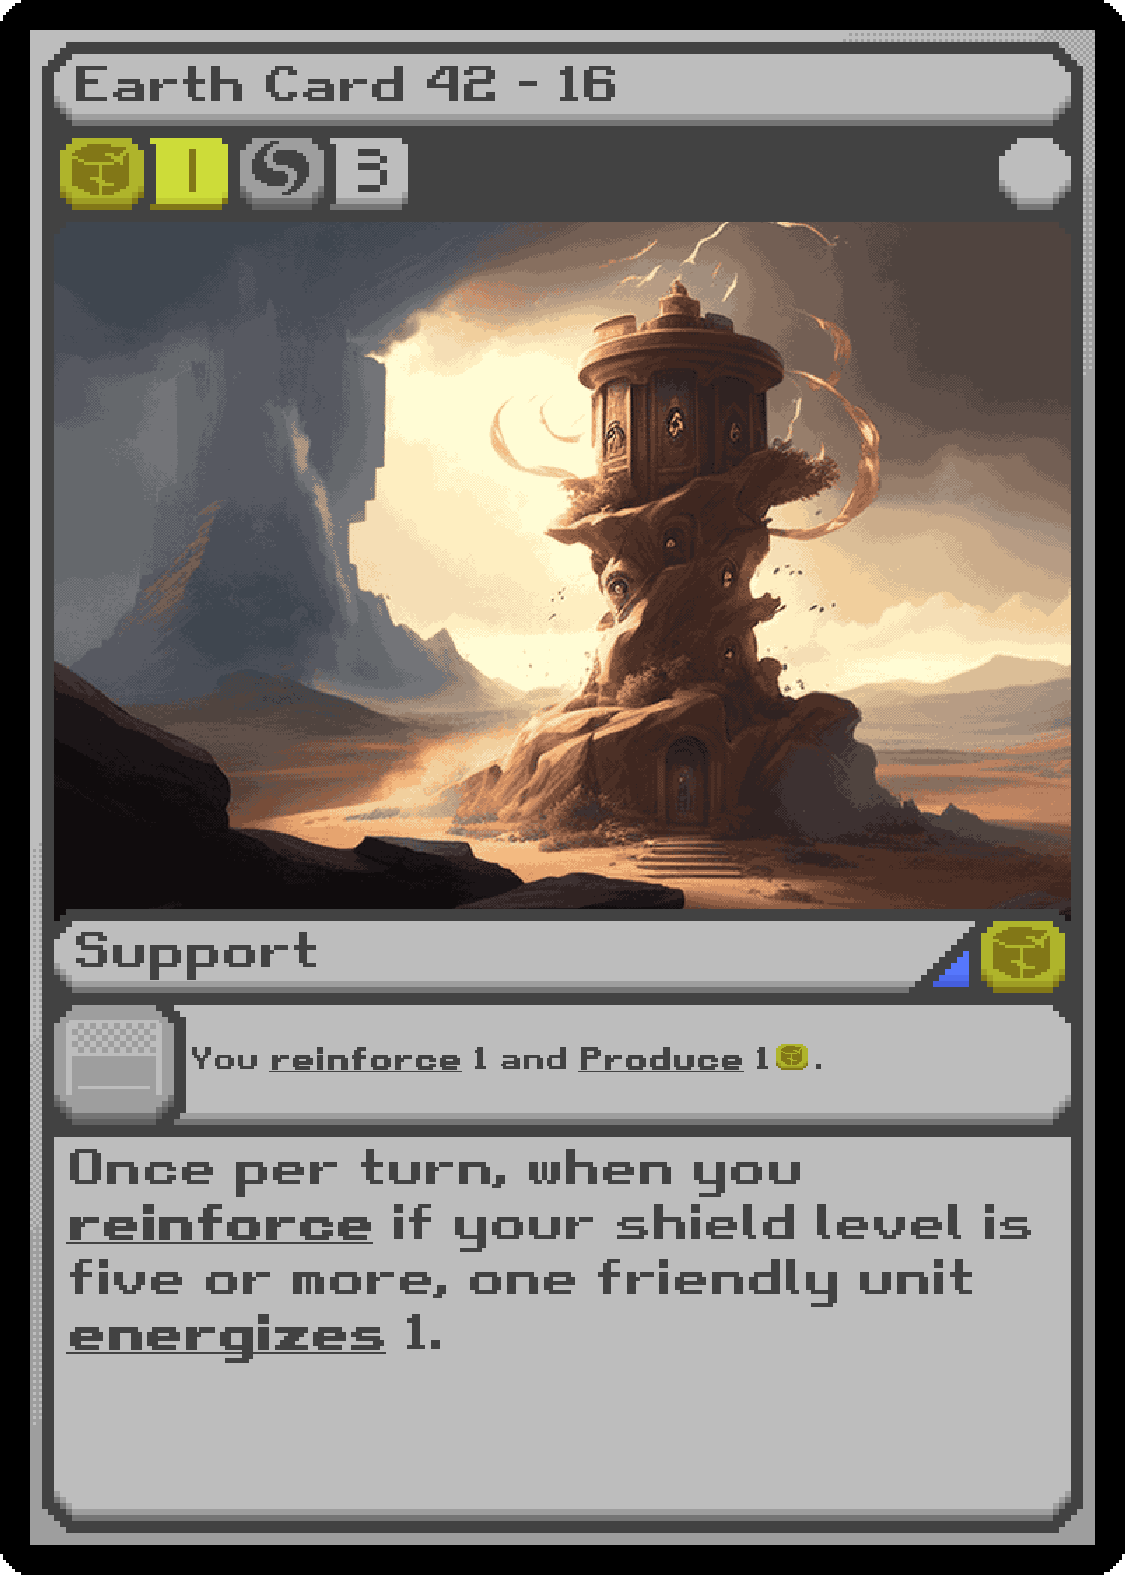 Earth Card 42 - 16
1 3
Support
You reinforce 1 and Produce 1.
Once per turn, when you
reinforce if your shield level is
five or more, one friendly unit
energizes 1.